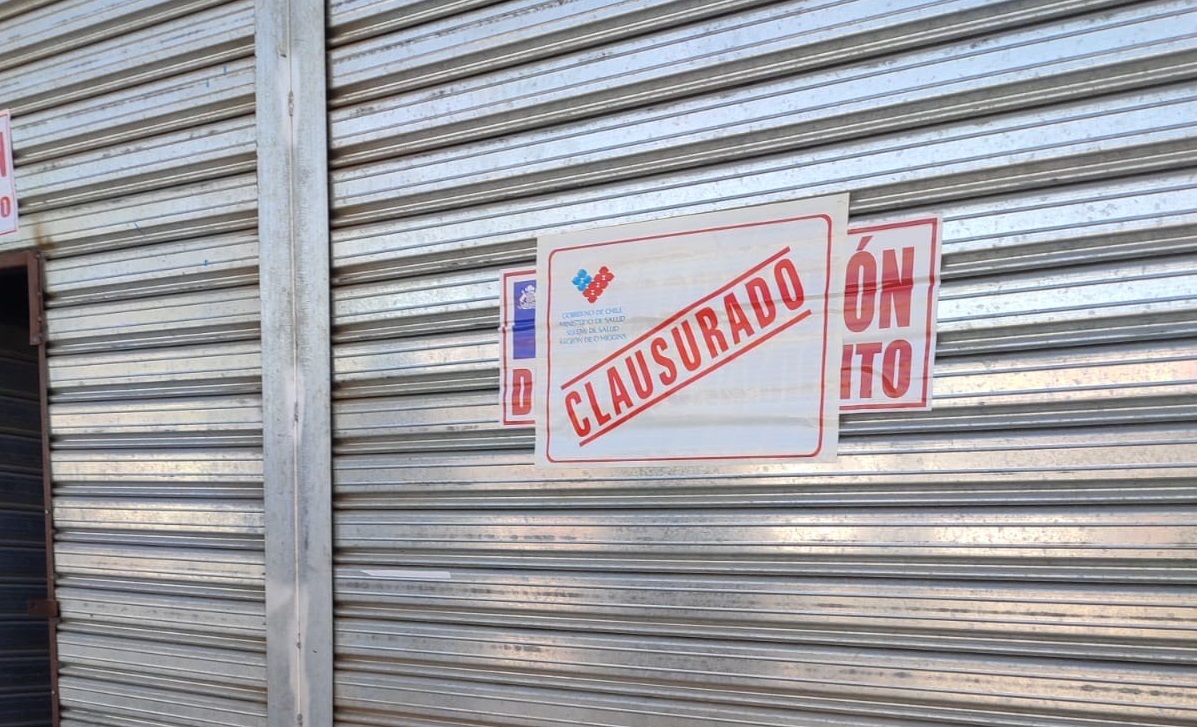 N
O
GOBIERNO DE CHILE
MINISTERIO DE SALUD
SEREMI DE SALUD
REGIÓN DE O'HIGGINS
CLAUSURADO
ÓN
D ITO